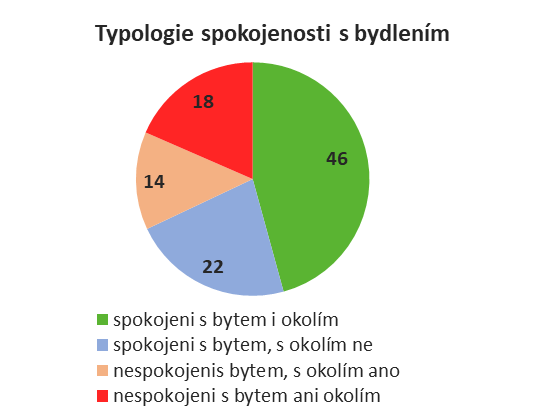 Typologie spokojenosti s bydlením
18
46
14
22
spokojeni s bytem i okolím
spokojeni s bytem, s okolím ne
nespokojenis bytem, s okolím ano
nespokojeni s bytem ani okolím